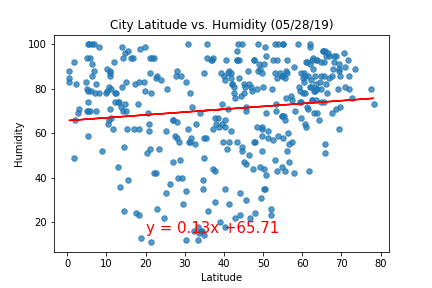 City Latitude vs. Humidity (05/28/19)
100
80
60
40
20
Humidity
y = 0.13x +65.71
0 10 20 30 40 50 60 70 80
Latitude